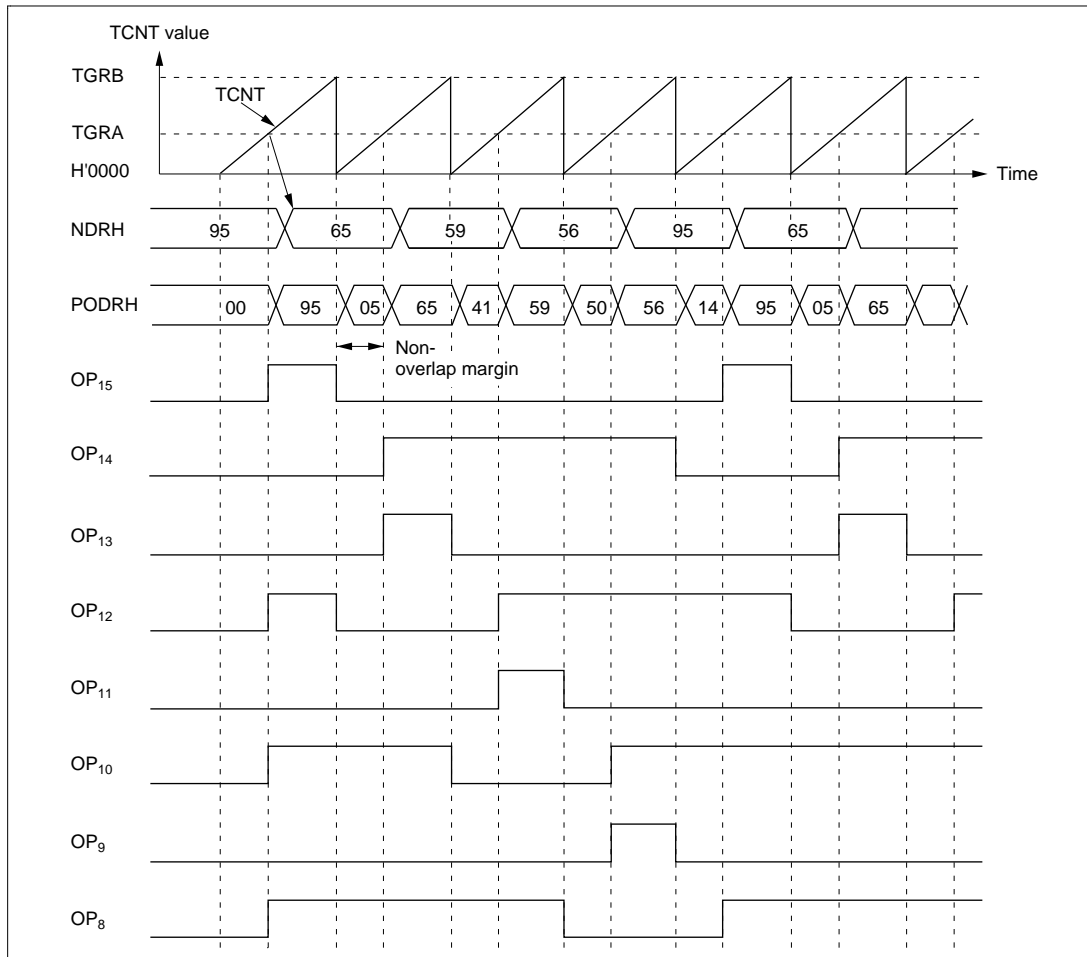 TCNT value
TGRB
TCNT
TGRA
H'0000
Time
NDRH 95 65 59 56 95 65
PODRH 00 95 05 65 41 59 50 56 14 95 05 65
Non-
overlap margin
OP15
OP14
OP13
OP12
OP11
OP10
OP9
OP8